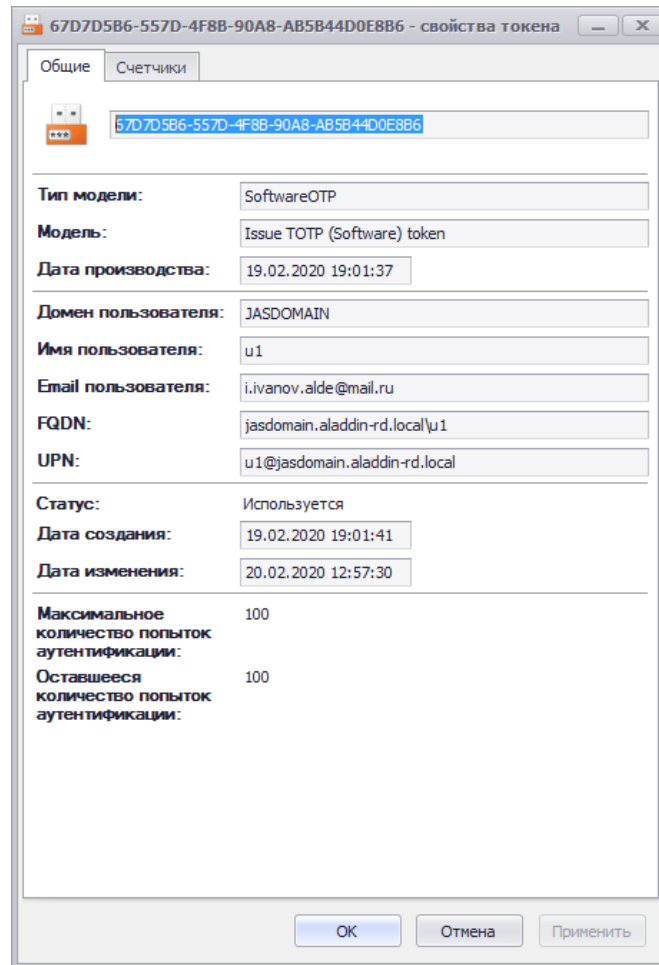 67D7D5B6-557D-4F8B-90A8-AB5B44D0E8B6 - свойства токена
Общие Счетчики
67D7D5B6-557D-4F8B-90A8-AB5B44D0E8B6
Тип модели: SoftwareOTP
Модель: Issue TOTP (Software) token
Дата производства: 19.02.2020 19:01:37
Домен пользователя: JASDOMAIN
Имя пользователя: u1
Email пользователя: i.ivanov.alde@mail.ru
FQDN: jasdomain.aladdin-rd.local\u1
UPN: u1@jasdomain.aladdin-rd.local
Статус: Используется
Дата создания: 19.02.2020 19:01:41
Дата изменения: 20.02.2020 12:57:30
Максимальное 100
количество попыток
аутентификации:
Оставшееся 100
количество попыток
аутентификации:
OK Отмена Применить